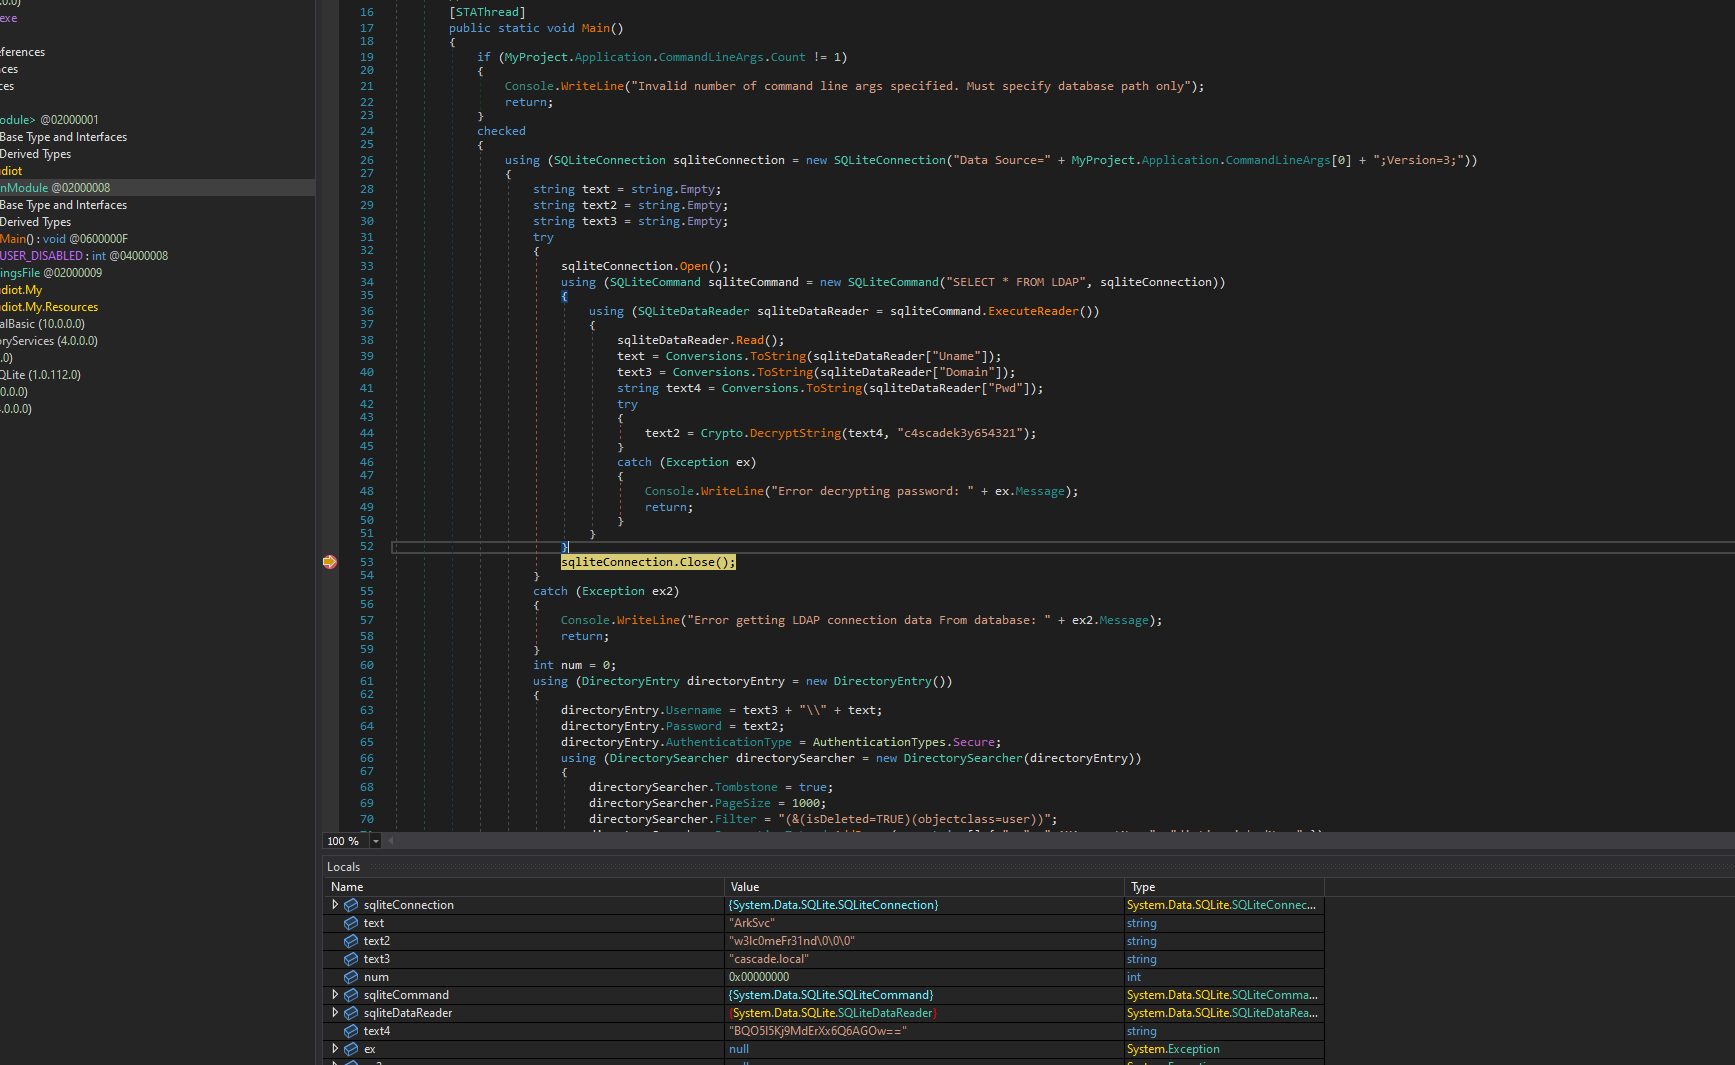 .0.0)
exe
eferences
nces
ces
odule> @02000001
Base Type and Interfaces
Derived Types
diot
nModule @02000008
Base Type and Interfaces
Derived Types
Main() : void @0600000F
USER_DISABLED : int @04000008
ingsFile @02000009
diot.My
diot.My.Resources
alBasic (10.0.0.0)
oryServices (4.0.0.0)
.0)
QLite (1.0.112.0)
0.0.0)
.0.0.0)
16 [STAThread]
17 public static void Main()
18 {
19 if (MyProject.Application.CommandLineArgs.Count != 1)
20 {
21 Console.WriteLine("Invalid number of command line args specified. Must specify database path only");
22 return;
23 }
24 checked
25 {
26 using (SQLiteConnection sqliteConnection = new SQLiteConnection("Data Source=" + MyProject.Application.CommandLineArgs[0] + ";Version=3;"))
27 {
28 string text = string.Empty;
29 string text2 = string.Empty;
30 string text3 = string.Empty;
31 try
32 {
33 sqliteConnection.Open();
34 using (SQLiteCommand sqliteCommand = new SQLiteCommand("SELECT * FROM LDAP", sqliteConnection))
35 {
36 using (SQLiteDataReader sqliteDataReader = sqliteCommand.ExecuteReader())
37 {
38 sqliteDataReader.Read();
39 text = Conversions.ToString(sqliteDataReader["Uname"]);
40 text3 = Conversions.ToString(sqliteDataReader["Domain"]);
41 string text4 = Conversions.ToString(sqliteDataReader["Pwd"]);
42 try
43 {
44 text2 = Crypto.DecryptString(text4, "c4scadek3y654321");
45 }
46 catch (Exception ex)
47 {
48 Console.WriteLine("Error decrypting password: " + ex.Message);
49 return;
50 }
51 }
52 }
53 sqliteConnection.Close();
54 }
55 catch (Exception ex2)
56 {
57 Console.WriteLine("Error getting LDAP connection data From database: " + ex2.Message);
58 return;
59 }
60 int num = 0;
61 using (DirectoryEntry directoryEntry = new DirectoryEntry())
62 {
63 directoryEntry.Username = text3 + "\\" + text;
64 directoryEntry.Password = text2;
65 directoryEntry.AuthenticationType = AuthenticationTypes.Secure;
66 using (DirectorySearcher directorySearcher = new DirectorySearcher(directoryEntry))
67 {
68 directorySearcher.Tombstone = true;
69 directorySearcher.PageSize = 1000;
70 directorySearcher.Filter = "(&(isDeleted=TRUE)(objectclass=user))";
100 %
Locals
Name Value Type
sqliteConnection {System.Data.SQLite.SQLiteConnection} System.Data.SQLite.SQLiteConnec...
text "ArkSvc" string
text2 "w3lc0meFr31nd\0\0\0" string
text3 "cascade.local" string
num 0x00000000 int
sqliteCommand {System.Data.SQLite.SQLiteCommand} System.Data.SQLite.SQLiteComma...
sqliteDataReader {System.Data.SQLite.SQLiteDataReader} System.Data.SQLite.SQLiteDataRea...
text4 "BQO5l5Kj9MdErXx6Q6AGOw==" string
ex null System.Exception